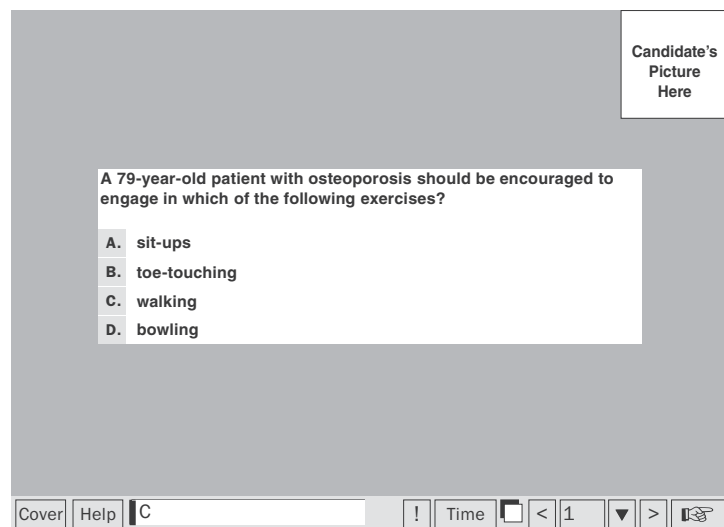 Candidate's
Picture
Here
A 79-year-old patient with osteoporosis should be encouraged to
engage in which of the following exercises?
A. sit-ups
B. toe-touching
C. walking
D. bowling
Cover Help C ! Time < 1 ▼ > ☞